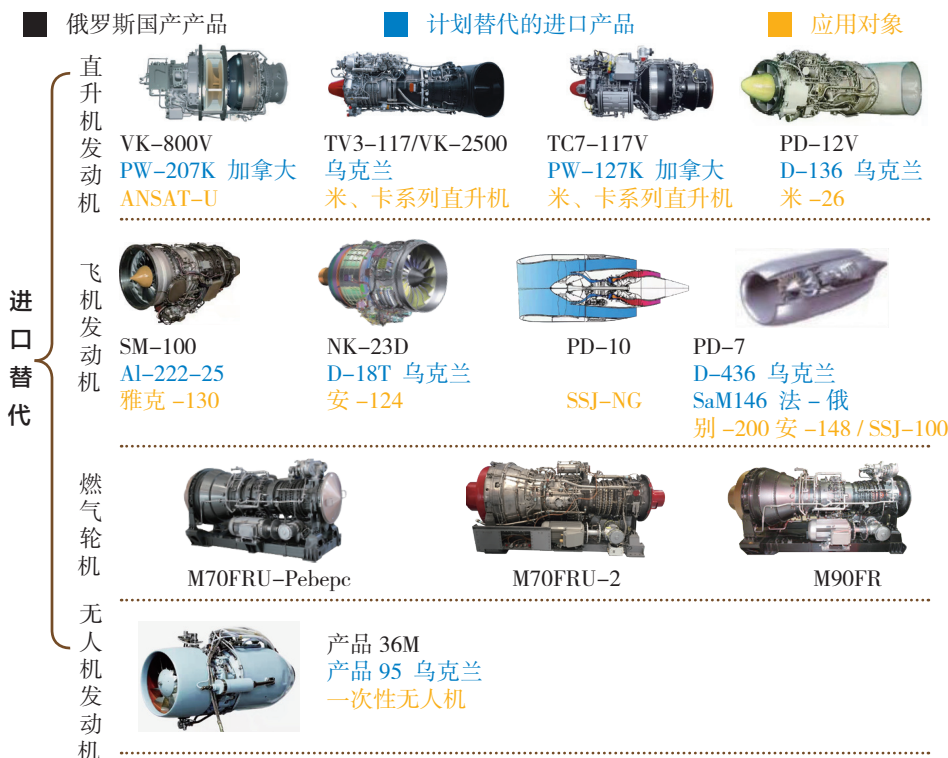 俄罗斯国产产品
计划替代的进口产品
应用对象
进口替代
直升机发动机
VK-800V
PW-207K 加拿大
ANSAT-U
TV3-117/VK-2500
乌克兰
米、卡系列直升机
TC7-117V
PW-127K 加拿大
米、卡系列直升机
PD-12V
D-136 乌克兰
米 -26
飞机发动机
SM-100
Al-222-25
雅克 -130
NK-23D
D-18T 乌克兰
安 -124
PD-10
SSJ-NG
PD-7
D-436 乌克兰
SaM146 法 - 俄
别 -200 安 -148 / SSJ-100
燃气轮机
M70FRU-Pebepc
M70FRU-2
M90FR
无人机发动机
产品 36M
产品 95 乌克兰
一次性无人机